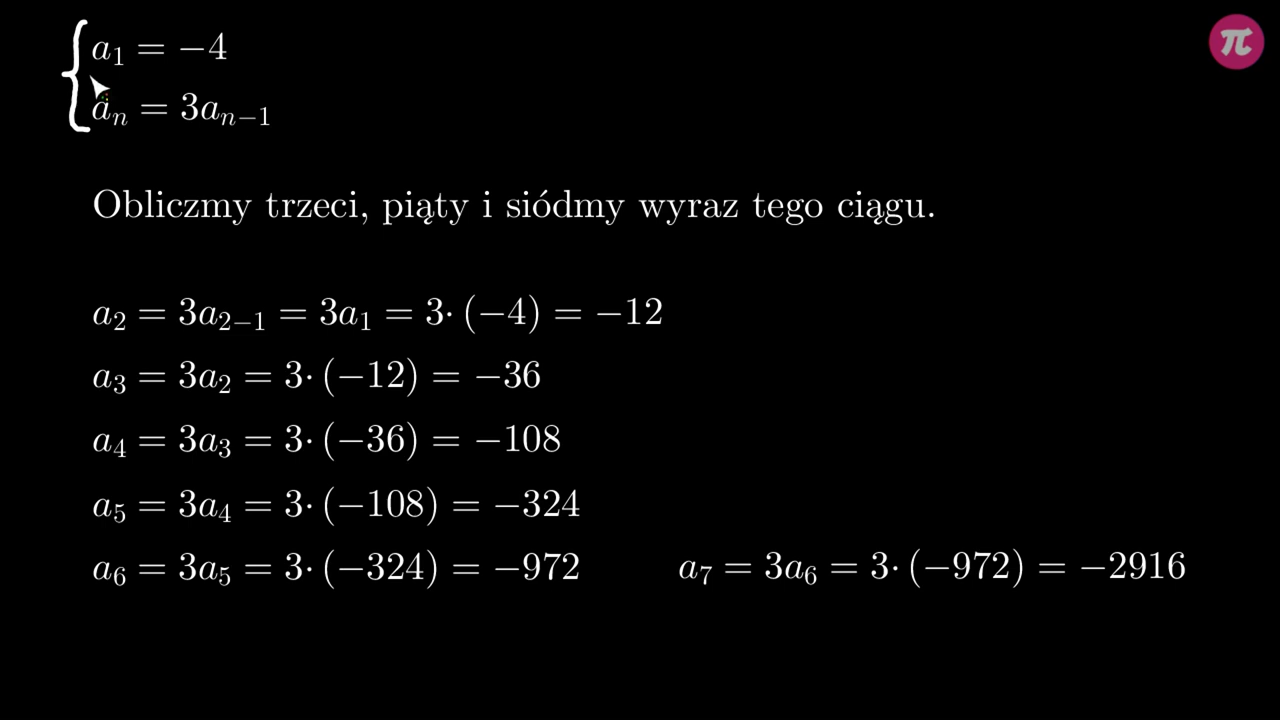 π
a₁ = −4
aₙ = 3aₙ₋₁
Obliczmy trzeci, piąty i siódmy wyraz tego ciągu.
a₂ = 3a₂₋₁ = 3a₁ = 3· (−4) = −12
a₃ = 3a₂ = 3· (−12) = −36
a₄ = 3a₃ = 3· (−36) = −108
a₅ = 3a₄ = 3· (−108) = −324
a₆ = 3a₅ = 3· (−324) = −972
a₇ = 3a₆ = 3· (−972) = −2916